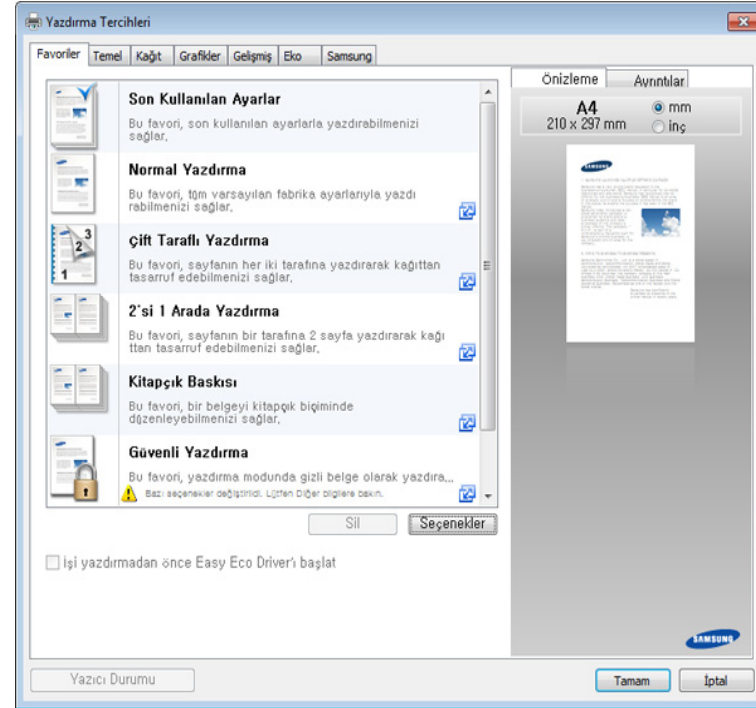 Yazdırma Tercihleri
Favoriler Temel Kağıt Grafikler Gelişmiş Eko Samsung
Son Kullanılan Ayarlar
Bu favori, son kullanılan ayarlarla yazdırabilmenizi
sağlar.
Normal Yazdırma
Bu favori, tüm varsayılan fabrika ayarlarıyla yazdı
rabilmenizi sağlar.
Çift Taraflı Yazdırma
Bu favori, sayfanın her iki tarafına yazdırarak kağıttan
tasarruf edebilmenizi sağlar.
2'si 1 Arada Yazdırma
Bu favori, sayfanın bir tarafına 2 sayfa yazdırarak kağı
ttan tasarruf edebilmenizi sağlar.
Kitapçık Baskısı
Bu favori, bir belgeyi kitapçık biçiminde
düzenleyebilmenizi sağlar.
Güvenli Yazdırma
Bu favori, yazdırma modunda gizli belge olarak yazdıra...
Bazı seçenekler değiştirildi. Lütfen Diğer bilgilere bakın.
Sil Seçenekler
İşi yazdırmadan önce Easy Eco Driver'ı başlat
Önizleme Ayrıntılar
A4
210 x 297 mm
mm
inç
SAMSUNG
Yazıcı Durumu
Tamam İptal